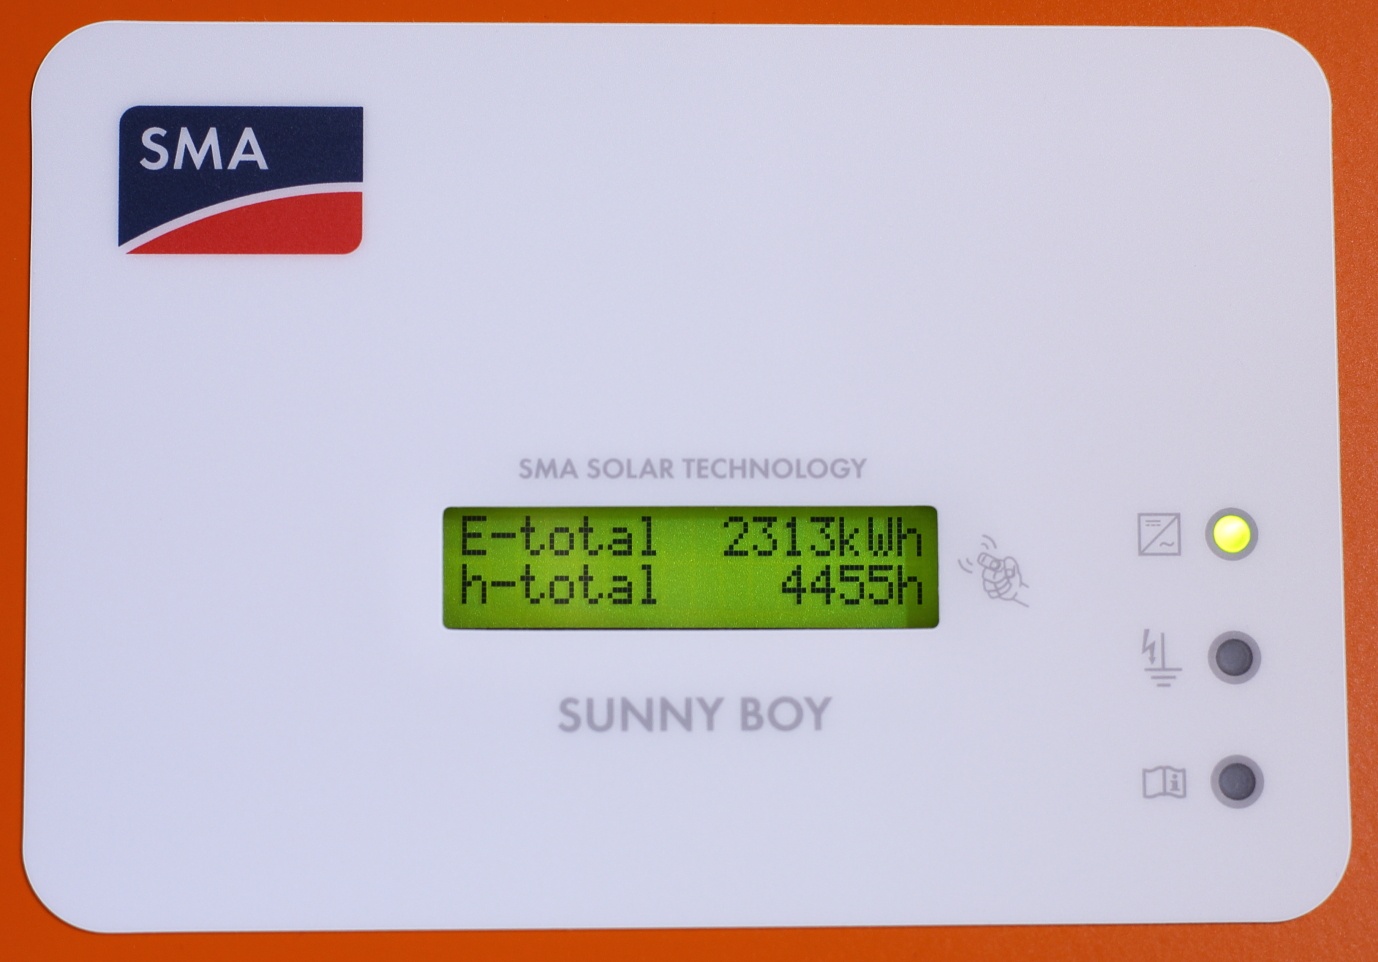 SMA
SMA SOLAR TECHNOLOGY
E-total 2313kWh
h-total 4455h
SUNNY BOY